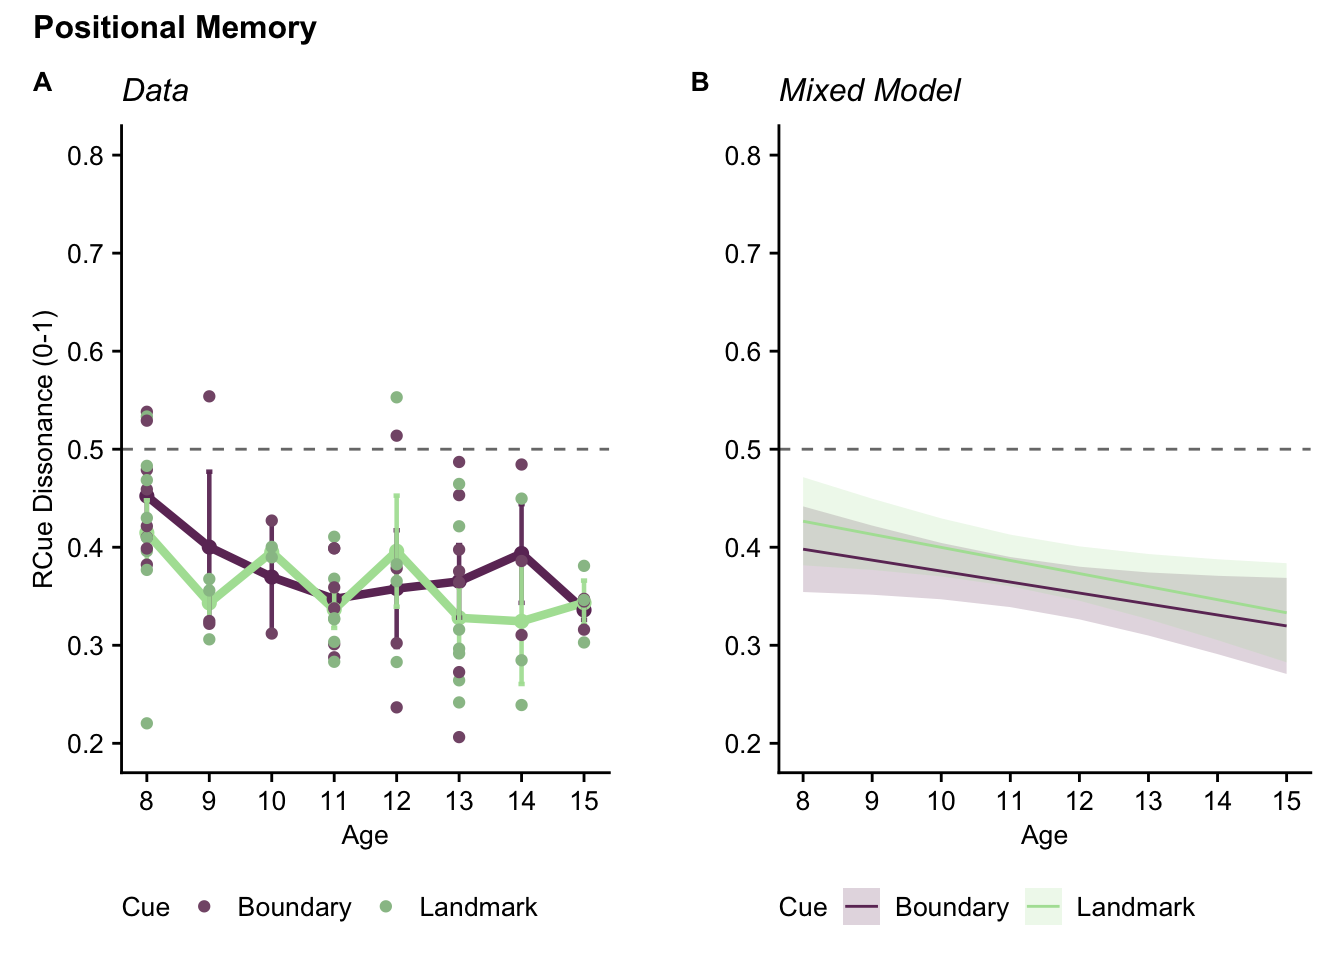 Positional Memory
A
Data
RCue Dissonance (0-1)
0.8
0.7
0.6
0.5
0.4
0.3
0.2
8 9 10 11 12 13 14 15
Age
Cue Boundary Landmark
B
Mixed Model
0.8
0.7
0.6
0.5
0.4
0.3
0.2
8 9 10 11 12 13 14 15
Age
Cue Boundary Landmark